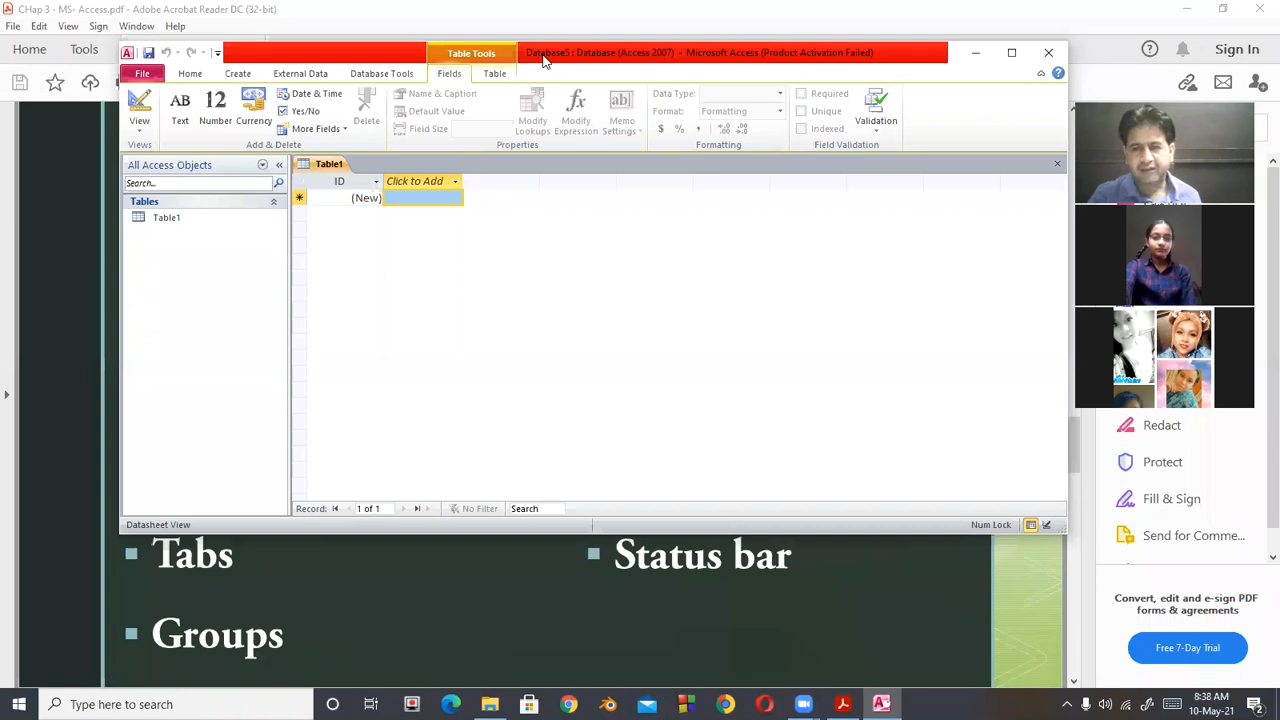 CHap 3 - MS- Access.pdf - Adobe Acrobat Reader DC (32-bit)
File Edit View Sign Window Help
Home Tools
Sign In
Table Tools
Database5 : Database (Access 2007) - Microsoft Access (Product Activation Failed)
File Home Create External Data Database Tools Fields Table
View
AB Text
12 Number
Currency
Date & Time
Yes/No
More Fields
Delete
Name & Caption
Default Value
Field Size
Modify Lookups
fx Modify Expression
ab Memo Settings
Data Type:
Format: Formatting
$ % ,
Required
Unique
Indexed
Validation
Views
Add & Delete
Properties
Formatting
Field Validation
All Access Objects
Search...
Tables
Table1
Table1
ID Click to Add
(New)
Record: 1 of 1 No Filter Search
Datasheet View
Num Lock
Tabs
Status bar
Groups
Redact
Protect
Fill & Sign
Send for Comme...
Convert, edit and e-sign PDF
forms & agreements
Free 7-Day Trial
Type here to search
8:38 AM
10-May-21